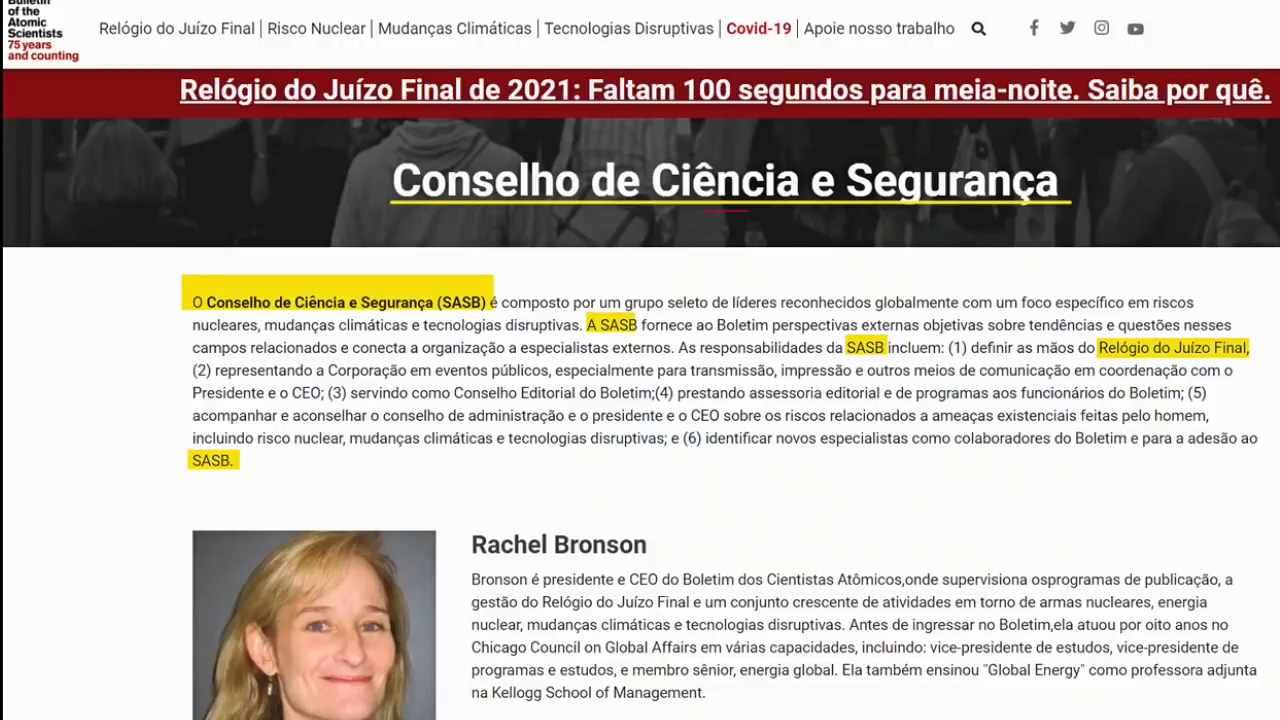 Bulletin
of the
Atomic
Scientists
75 years
and counting
Relógio do Juízo Final | Risco Nuclear | Mudanças Climáticas | Tecnologias Disruptivas | Covid-19 | Apoie nosso trabalho
Relógio do Juízo Final de 2021: Faltam 100 segundos para meia-noite. Saiba por quê.
Conselho de Ciência e Segurança
O Conselho de Ciência e Segurança (SASB) é composto por um grupo seleto de líderes reconhecidos globalmente com um foco específico em riscos
nucleares, mudanças climáticas e tecnologias disruptivas. A SASB fornece ao Boletim perspectivas externas objetivas sobre tendências e questões nesses
campos relacionados e conecta a organização a especialistas externos. As responsabilidades da SASB incluem: (1) definir as mãos do Relógio do Juízo Final,
(2) representando a Corporação em eventos públicos, especialmente para transmissão, impressão e outros meios de comunicação em coordenação com o
Presidente e o CEO; (3) servindo como Conselho Editorial do Boletim;(4) prestando assessoria editorial e de programas aos funcionários do Boletim; (5)
acompanhar e aconselhar o conselho de administração e o presidente e o CEO sobre os riscos relacionados a ameaças existenciais feitas pelo homem,
incluindo risco nuclear, mudanças climáticas e tecnologias disruptivas; e (6) identificar novos especialistas como colaboradores do Boletim e para a adesão ao
SASB.
Rachel Bronson
Bronson é presidente e CEO do Boletim dos Cientistas Atômicos,onde supervisiona osprogramas de publicação, a
gestão do Relógio do Juízo Final e um conjunto crescente de atividades em torno de armas nucleares, energia
nuclear, mudanças climáticas e tecnologias disruptivas. Antes de ingressar no Boletim,ela atuou por oito anos no
Chicago Council on Global Affairs em várias capacidades, incluindo: vice-presidente de estudos, vice-presidente de
programas e estudos, e membro sênior, energia global. Ela também ensinou "Global Energy" como professora adjunta
na Kellogg School of Management.